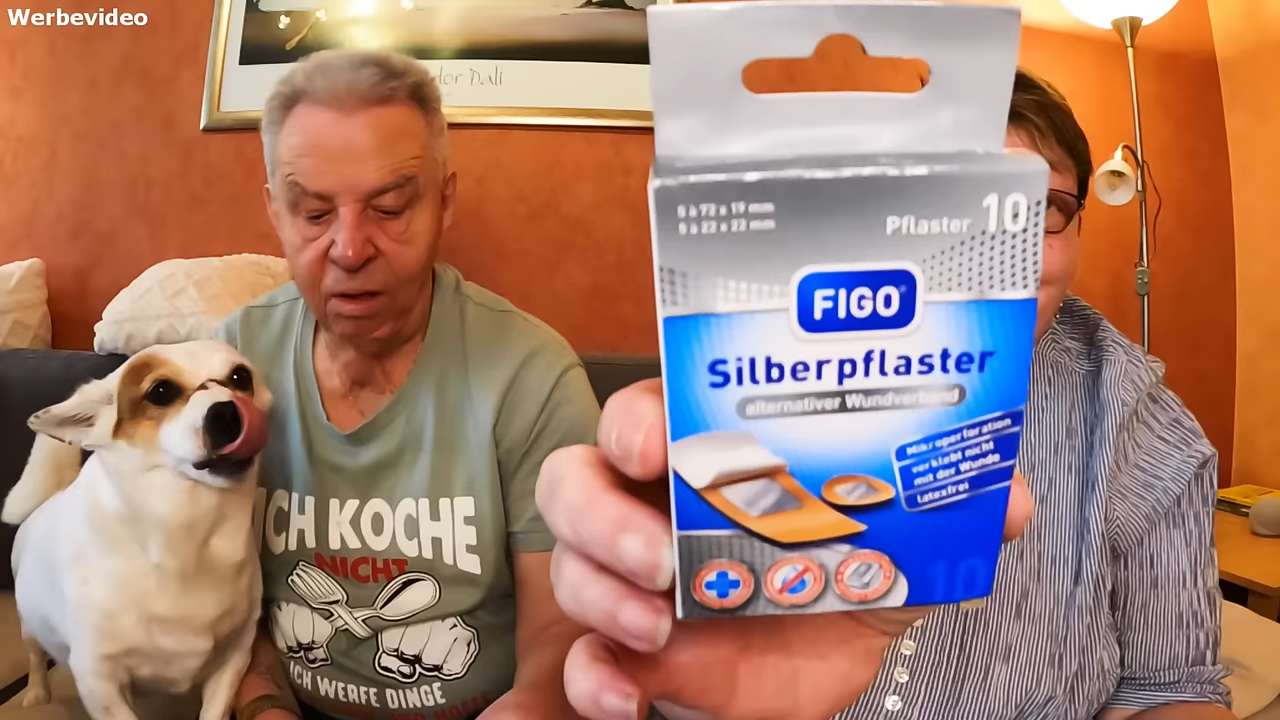 Werbevideo
dor Dali
5 à 72 x 19 mm
5 à 22 x 22 mm
Pflaster 10
FIGO
Silberpflaster
alternativer Wundverband
Mikroperforation
verklebt nicht
mit der Wunde
Latexfrei
10
ICH KOCHE
NICHT
ICH WERFE DINGE